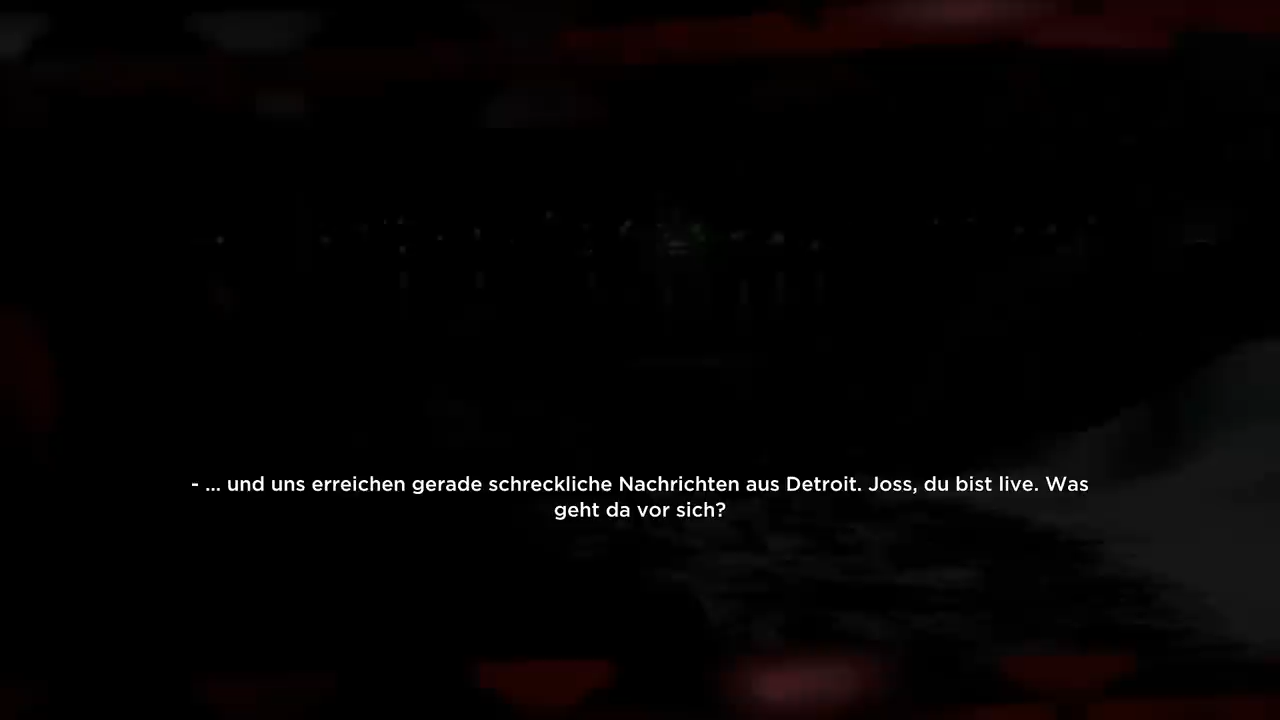 - ... und uns erreichen gerade schreckliche Nachrichten aus Detroit. Joss, du bist live. Was
geht da vor sich?